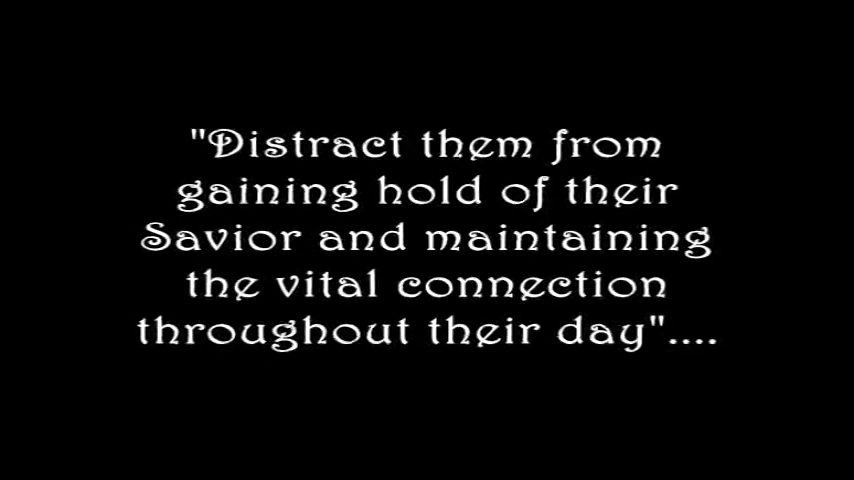 "Distract them from
gaining hold of their
Savior and maintaining
the vital connection
throughout their day"....